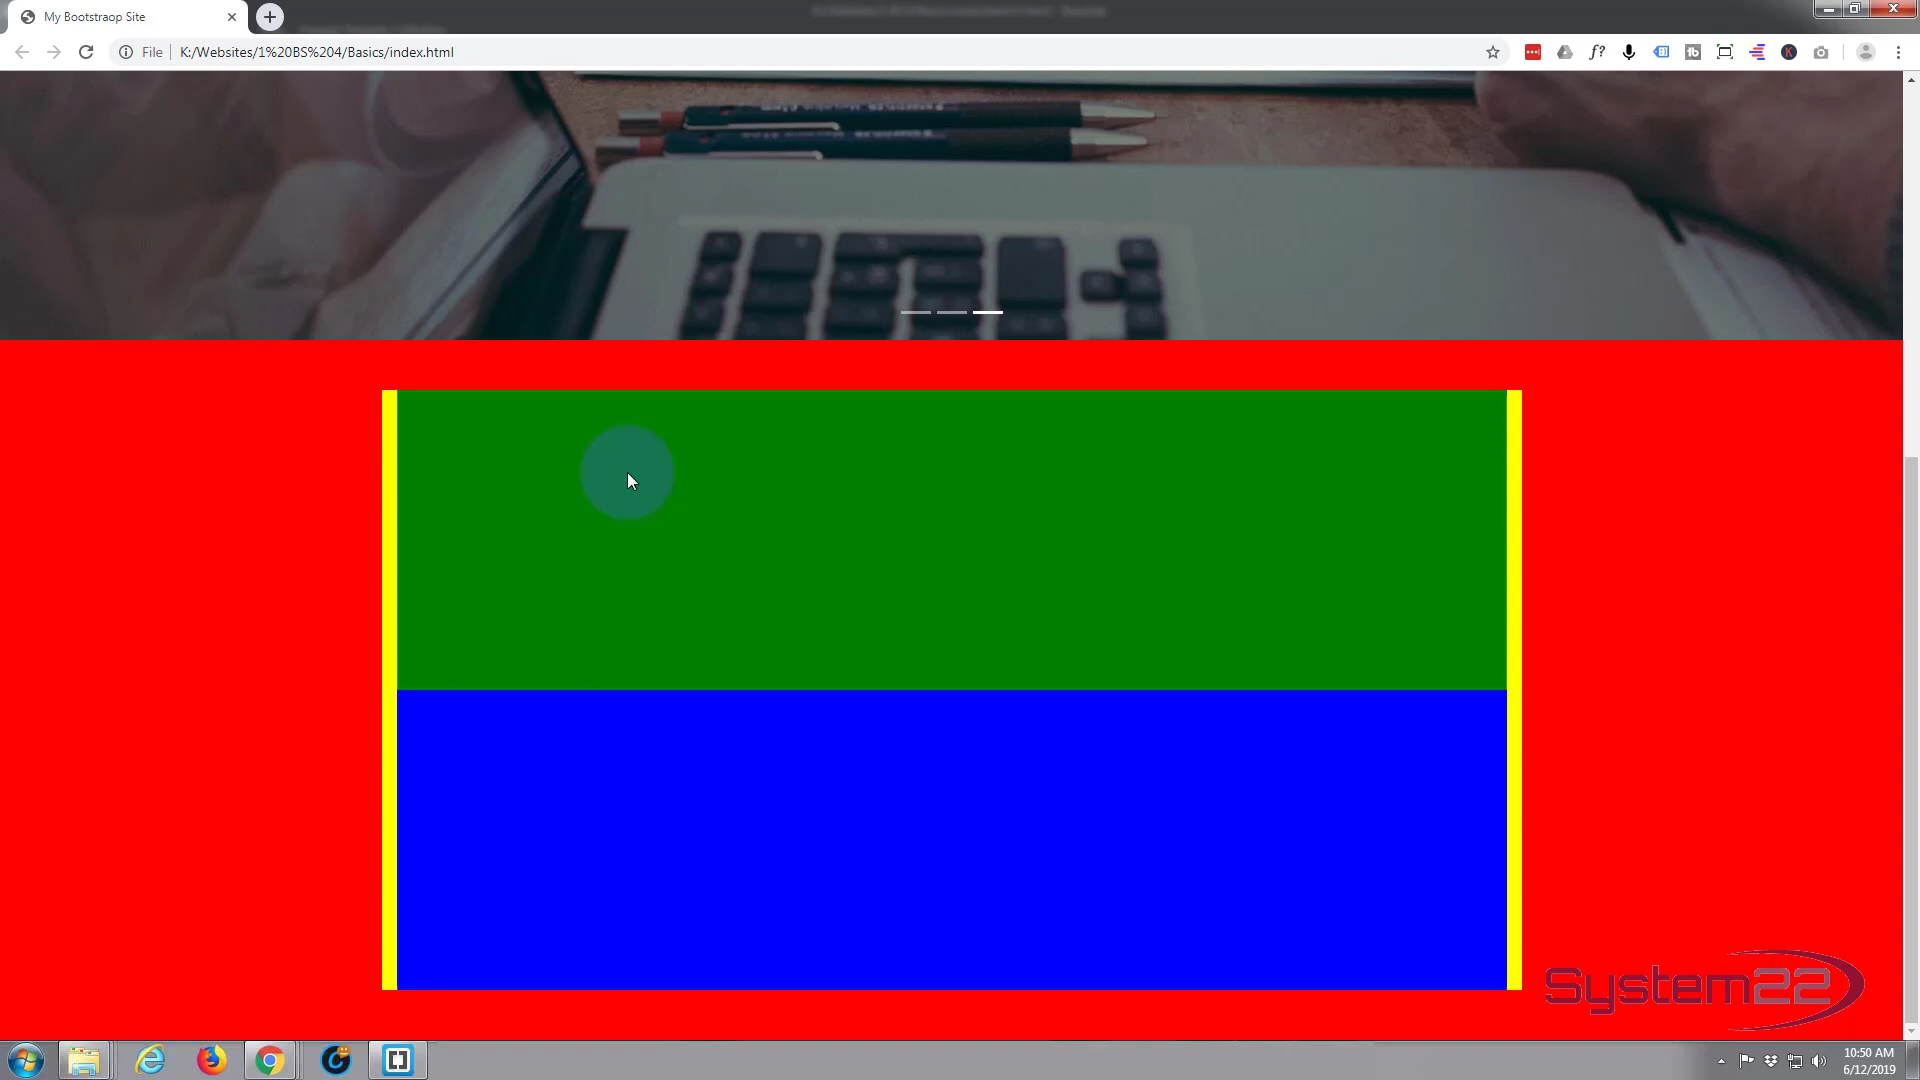 My Bootstraop Site
File
K:/Websites/1%20BS%204/Basics/index.html
f?
K
System22
10:50 AM
6/12/2019